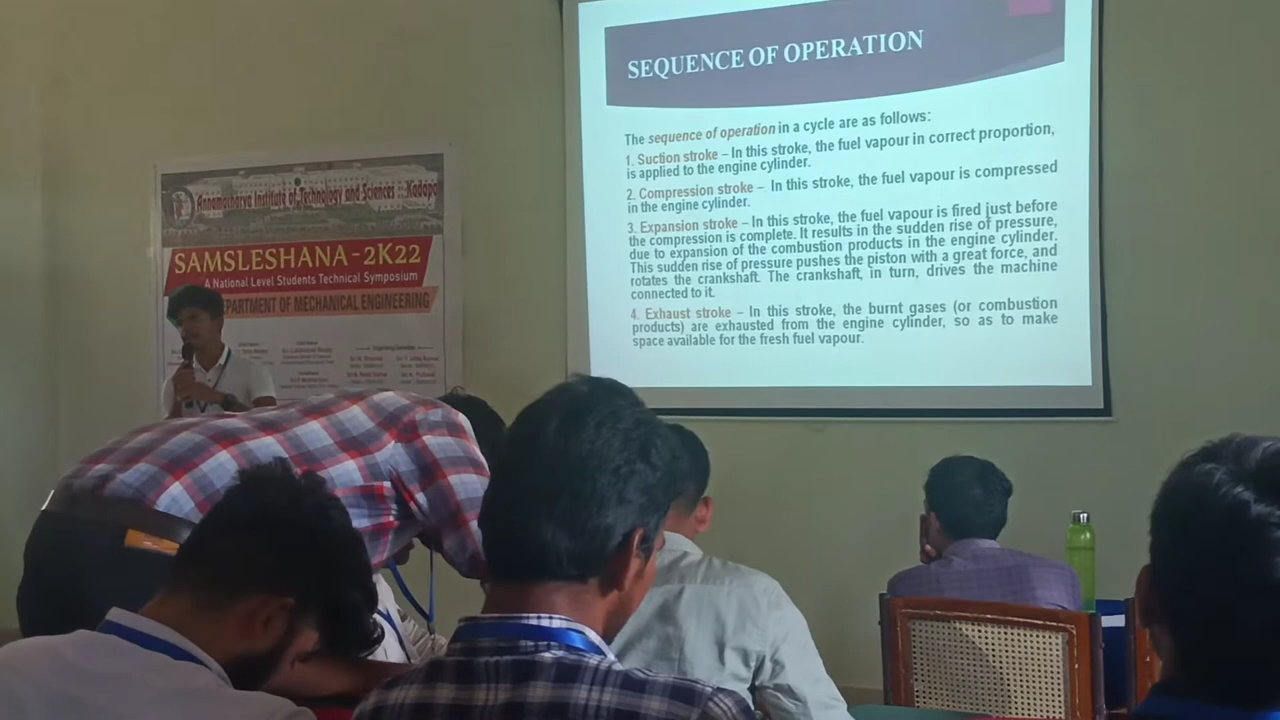 SEQUENCE OF OPERATION
The sequence of operation in a cycle are as follows:
1. Suction stroke – In this stroke, the fuel vapour in correct proportion,
is applied to the engine cylinder.
2. Compression stroke – In this stroke, the fuel vapour is compressed
in the engine cylinder.
3. Expansion stroke – In this stroke, the fuel vapour is fired just before
the compression is complete. It results in the sudden rise of pressure,
due to expansion of the combustion products in the engine cylinder.
This sudden rise of pressure pushes the piston with a great force, and
rotates the crankshaft. The crankshaft, in turn, drives the machine
connected to it.
4. Exhaust stroke – In this stroke, the burnt gases (or combustion
products) are exhausted from the engine cylinder, so as to make
space available for the fresh fuel vapour.
Annamacharya Institute of Technology and Sciences :: Kadapa
SAMSLESHANA - 2K22
A National Level Students Technical Symposium
DEPARTMENT OF MECHANICAL ENGINEERING